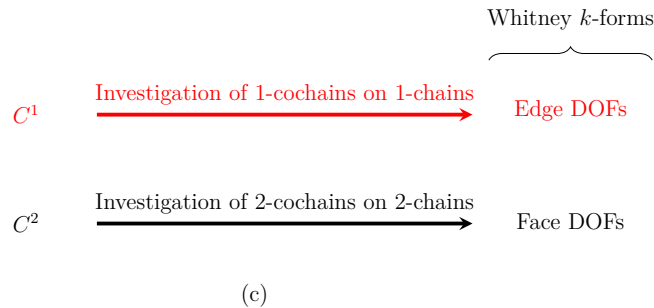 Whitney k-forms
Investigation of 1-cochains on 1-chains
C¹ Edge DOFs
Investigation of 2-cochains on 2-chains
C² Face DOFs
(c)